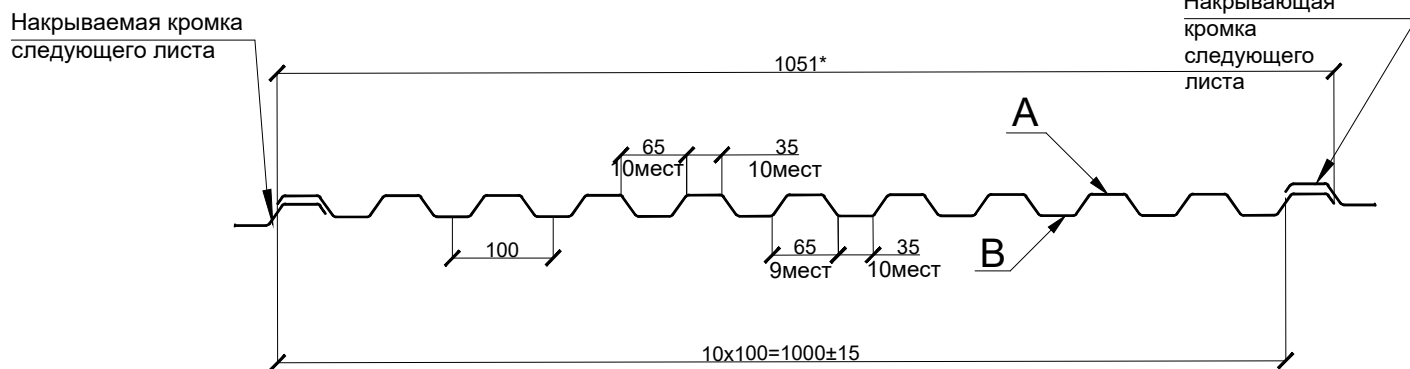 Накрываемая кромка
следующего листа
Накрывающая
кромка
следующего
листа
1051*
A
65
10мест
35
10мест
100
65
9мест
35
10мест
B
10x100=1000±15